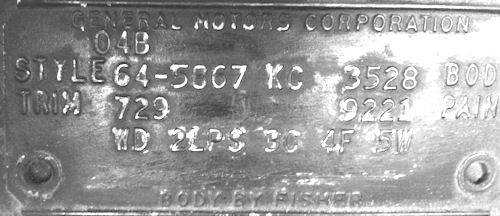 GENERAL MOTORS CORPORATION
04B
STYLE 64-5867 KC 3528 BOD
TRIM 729 9221 PAIN
WD 2LPS 3C 4F 5W
BODY BY FISHER